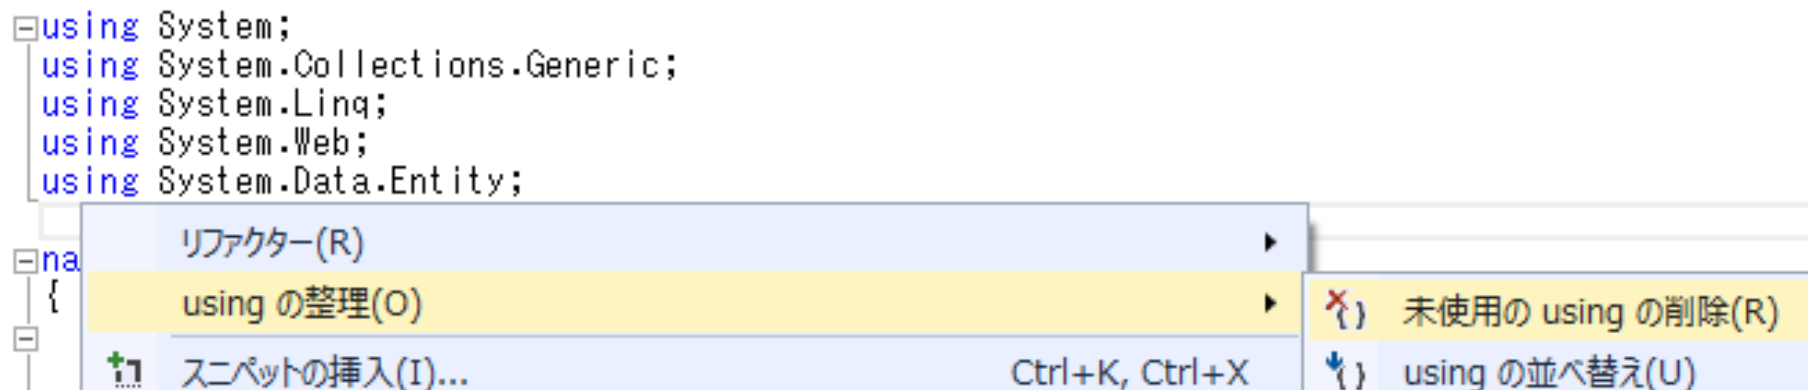 using System;
using System.Collections.Generic;
using System.Linq;
using System.Web;
using System.Data.Entity;
リファクター(R)
na
using の整理(O)
{
未使用の using の削除(R)
スニペットの挿入(I)... Ctrl+K, Ctrl+X
using の並べ替え(U)